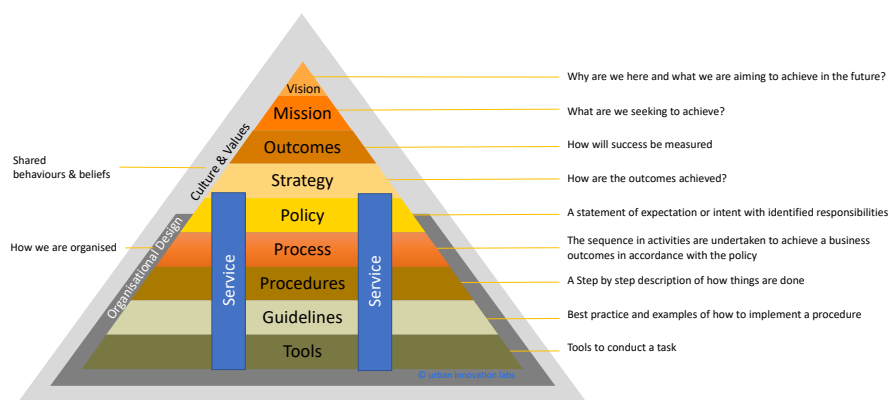 Vision
Mission
Outcomes
Strategy
Policy
Process
Procedures
Guidelines
Tools
Service
Service
Culture & Values
Organisational Design
Shared
behaviours & beliefs
How we are organised
Why are we here and what we are aiming to achieve in the future?
What are we seeking to achieve?
How will success be measured
How are the outcomes achieved?
A statement of expectation or intent with identified responsibilities
The sequence in activities are undertaken to achieve a business
outcomes in accordance with the policy
A Step by step description of how things are done
Best practice and examples of how to implement a procedure
Tools to conduct a task
© urban innovation labs